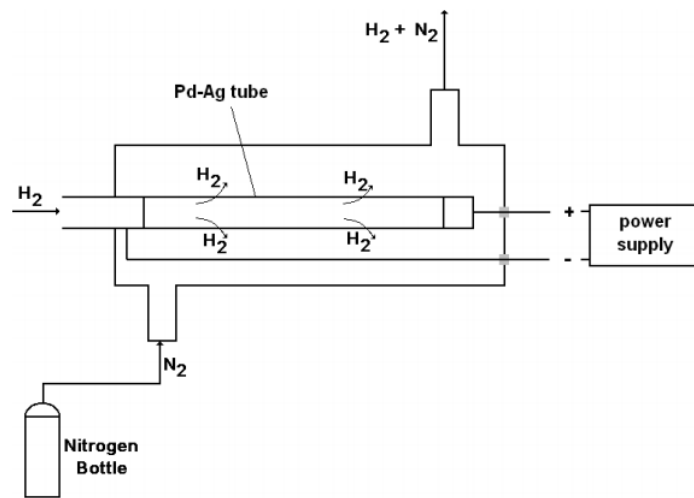 H2 + N2
Pd-Ag tube
H2
H2
H2
H2
H2
+
power
supply
-
N2
Nitrogen
Bottle